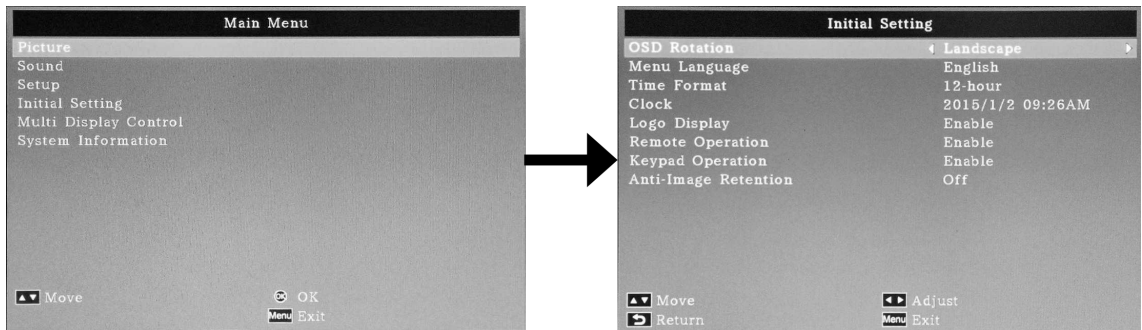 Main Menu
Picture
Sound
Setup
Initial Setting
Multi Display Control
System Information
Move
OK OK
Menu Exit
Initial Setting
OSD Rotation Landscape
Menu Language English
Time Format 12-hour
Clock 2015/1/2 09:26AM
Logo Display Enable
Remote Operation Enable
Keypad Operation Enable
Anti-Image Retention Off
Move Adjust
Return Menu Exit